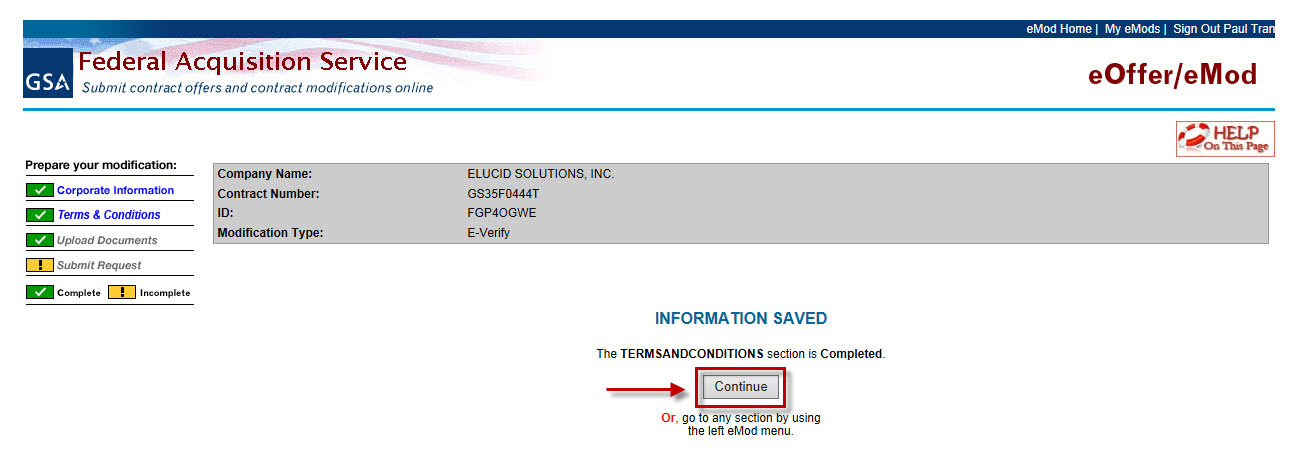 eMod Home | My eMods | Sign Out Paul Tran
GSA
Federal Acquisition Service
Submit contract offers and contract modifications online
eOffer/eMod
HELP
On This Page
Prepare your modification:
Corporate Information
Terms & Conditions
Upload Documents
! Submit Request
Complete ! Incomplete
Company Name: ELUCID SOLUTIONS, INC.
Contract Number: GS35F0444T
ID: FGP4OGWE
Modification Type: E-Verify
INFORMATION SAVED
The TERMSANDCONDITIONS section is Completed.
Continue
Or, go to any section by using
the left eMod menu.